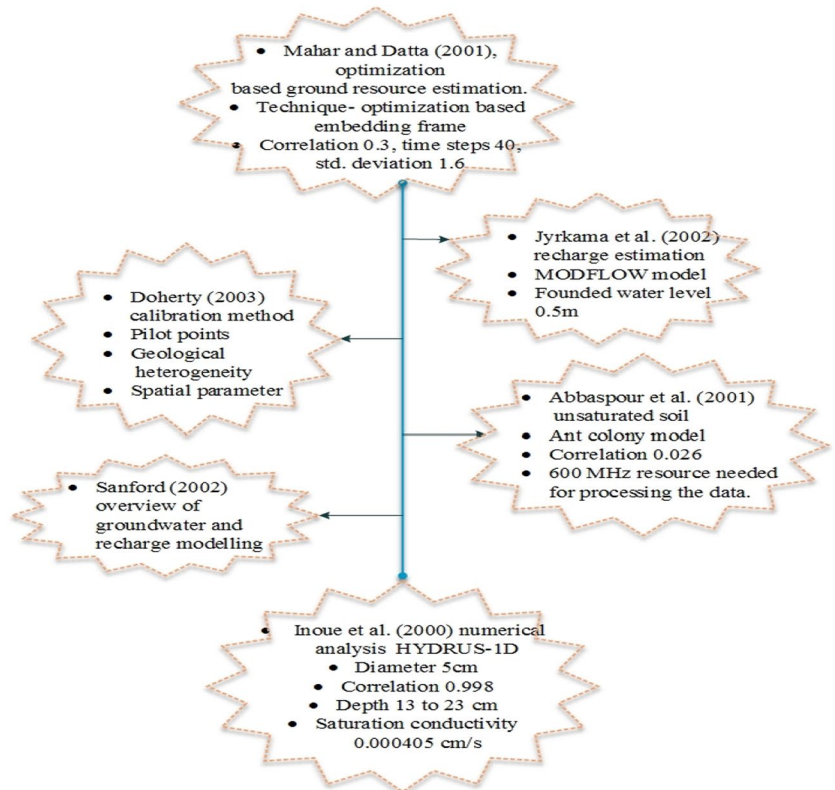 • Mahar and Datta (2001),
optimization
based ground resource estimation.
• Technique- optimization based
embedding frame
• Correlation 0.3, time steps 40,
std. deviation 1.6
• Jyrkama et al. (2002)
recharge estimation
• MODFLOW model
• Founded water level
0.5m
• Doherty (2003)
calibration method
• Pilot points
• Geological
heterogeneity
• Spatial parameter
• Abbaspour et al. (2001)
unsaturated soil
• Ant colony model
• Correlation 0.026
• 600 MHz resource needed
for processing the data.
• Sanford (2002)
overview of
groundwater and
recharge modelling
• Inoue et al. (2000) numerical
analysis HYDRUS-1D
• Diameter 5cm
• Correlation 0.998
• Depth 13 to 23 cm
• Saturation conductivity
0.000405 cm/s